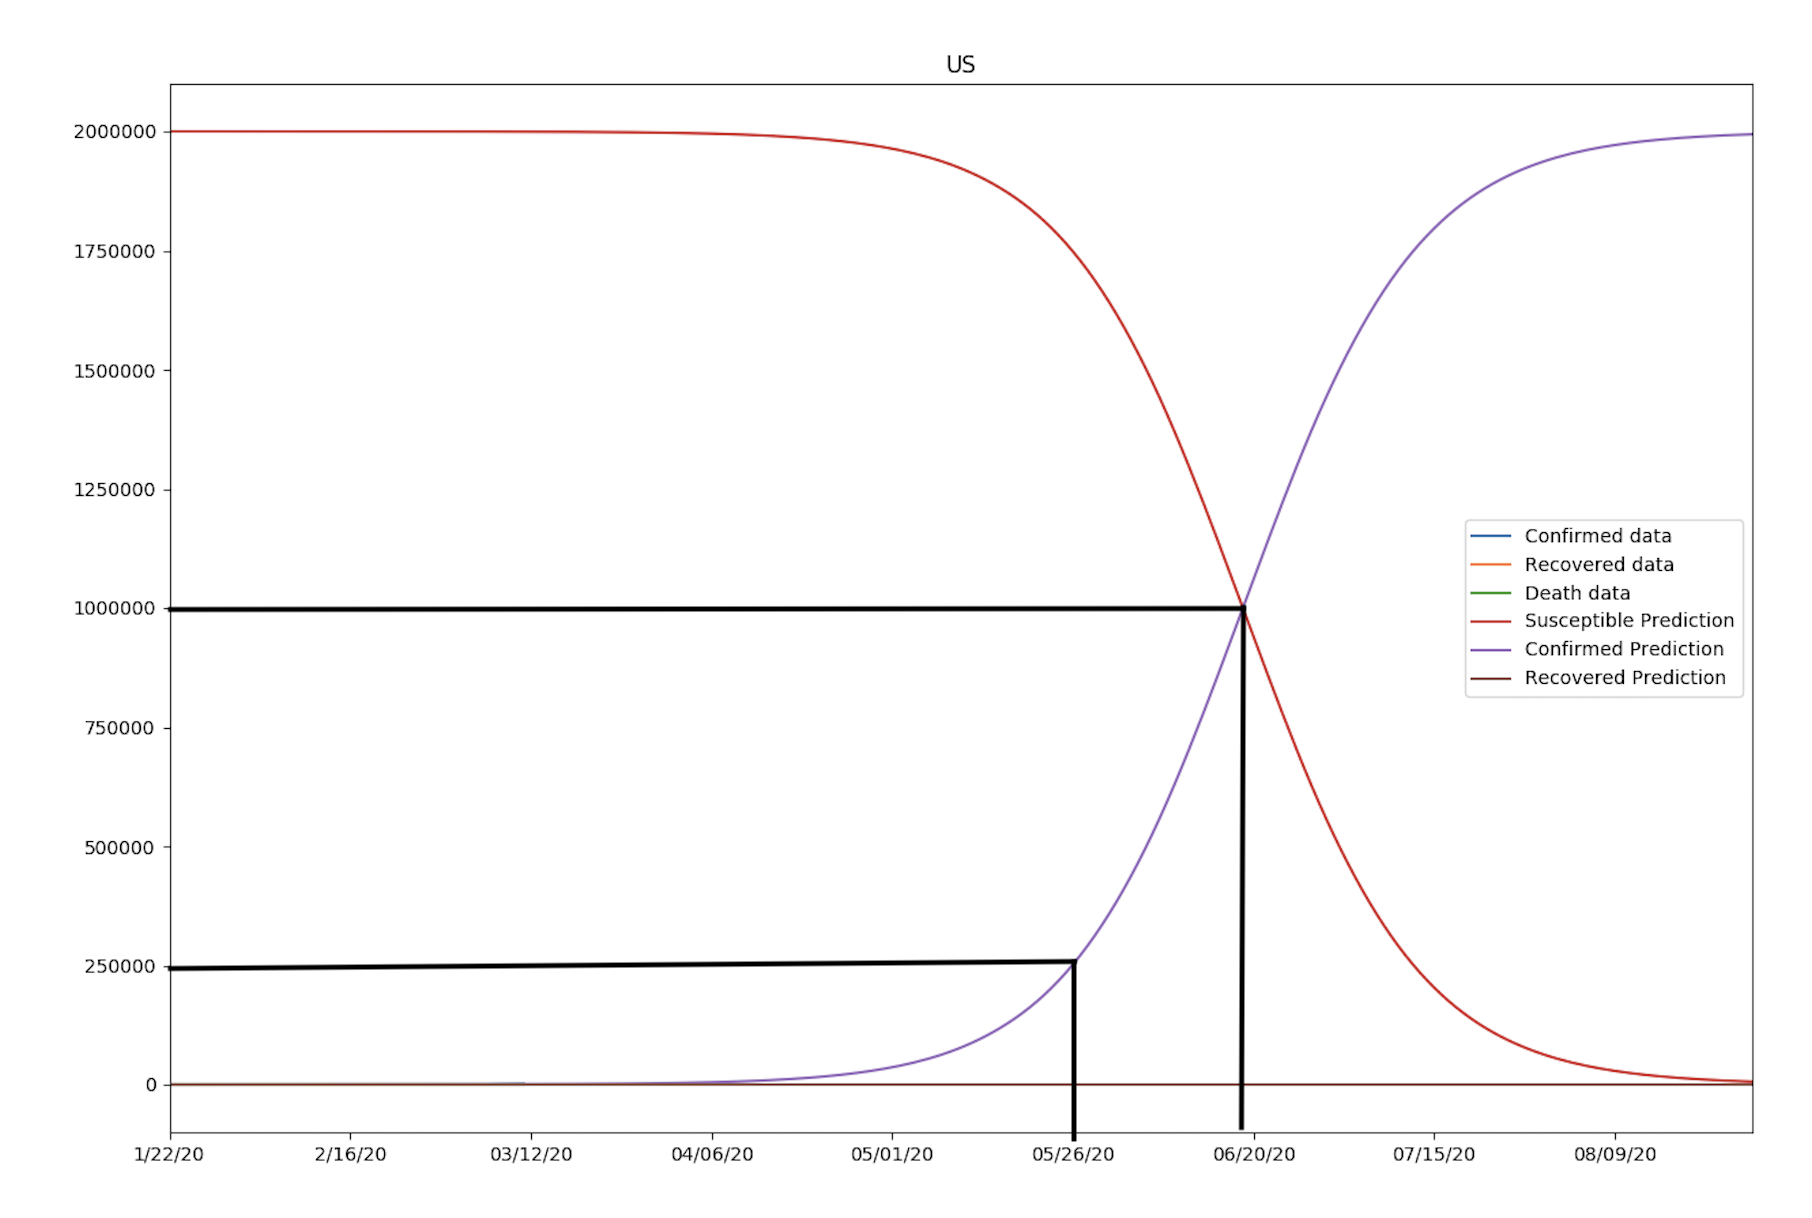 US
2000000
1750000
1500000
1250000
1000000
750000
500000
250000
0
1/22/20 2/16/20 03/12/20 04/06/20 05/01/20 05/26/20 06/20/20 07/15/20 08/09/20
Confirmed data
Recovered data
Death data
Susceptible Prediction
Confirmed Prediction
Recovered Prediction